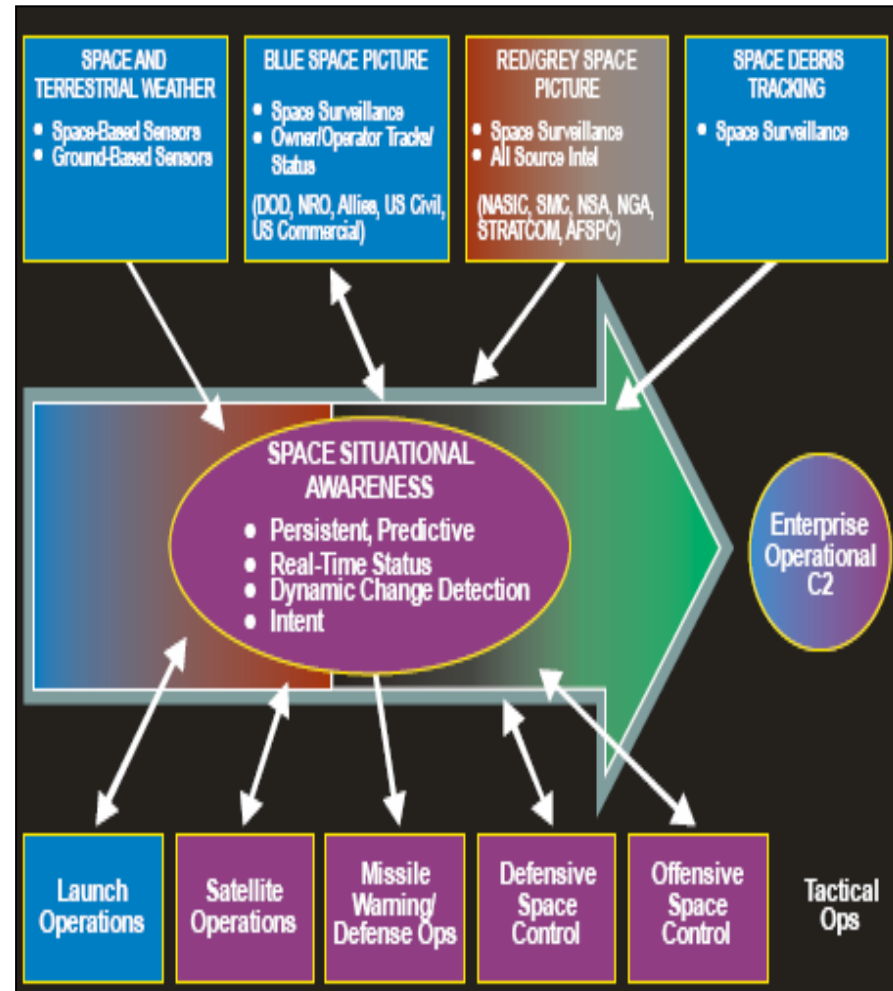 SPACE AND
TERRESTRIAL WEATHER
• Space-Based Sensors
• Ground-Based Sensors
BLUE SPACE PICTURE
• Space Surveillance
• Owner/Operator Tracks/
Status
(DOD, NRO, Allies, US Civil,
US Commercial)
RED/GREY SPACE
PICTURE
• Space Surveillance
• All Source Intel
(NASIC, SMC, NSA, NGA,
STRATCOM, AFSPC)
SPACE DEBRIS
TRACKING
• Space Surveillance
SPACE SITUATIONAL
AWARENESS
• Persistent, Predictive
• Real-Time Status
• Dynamic Change Detection
• Intent
Enterprise
Operational
C2
Launch
Operations
Satellite
Operations
Missile
Warning/
Defense Ops
Defensive
Space
Control
Offensive
Space
Control
Tactical
Ops